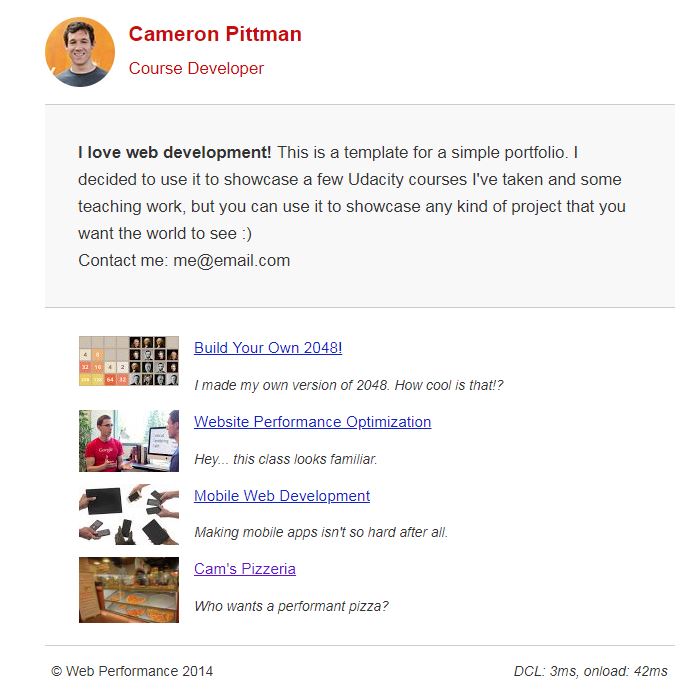 Cameron Pittman
Course Developer
I love web development! This is a template for a simple portfolio. I
decided to use it to showcase a few Udacity courses I've taken and some
teaching work, but you can use it to showcase any kind of project that you
want the world to see :)
Contact me: me@email.com
Build Your Own 2048!
I made my own version of 2048. How cool is that!?
Website Performance Optimization
Hey... this class looks familiar.
Mobile Web Development
Making mobile apps isn't so hard after all.
Cam's Pizzeria
Who wants a performant pizza?
© Web Performance 2014
DCL: 3ms, onload: 42ms